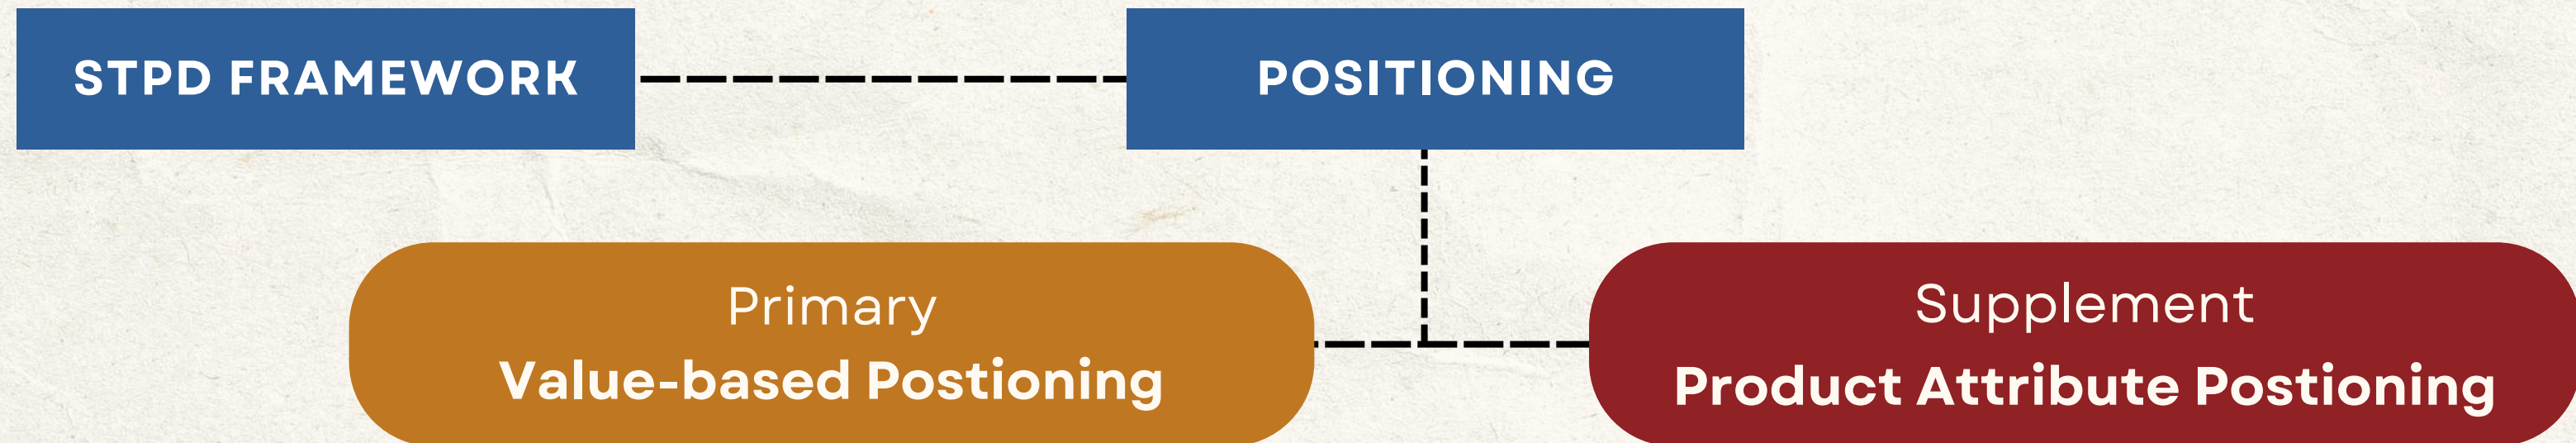 STPD FRAMEWORK
POSITIONING
Primary
Value-based Postioning
Supplement
Product Attribute Postioning